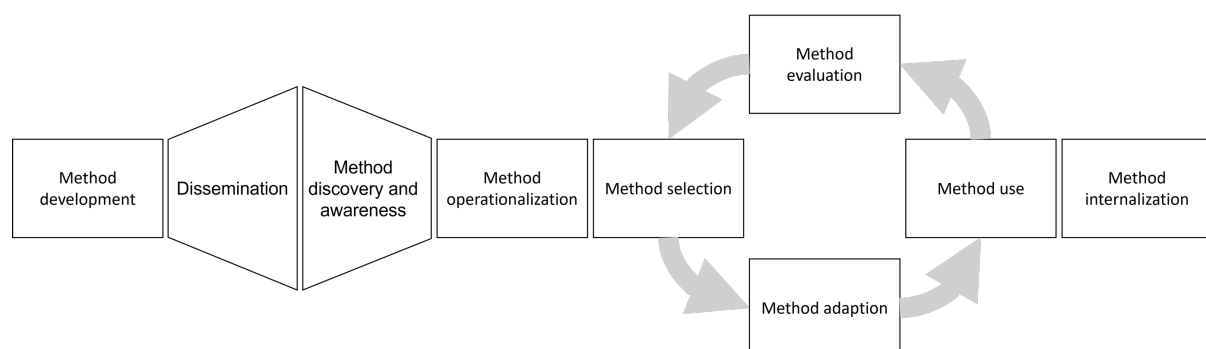 Method
evaluation
Method
development
Dissemination
Method
discovery and
awareness
Method
operationalization
Method selection
Method use
Method
internalization
Method adaption